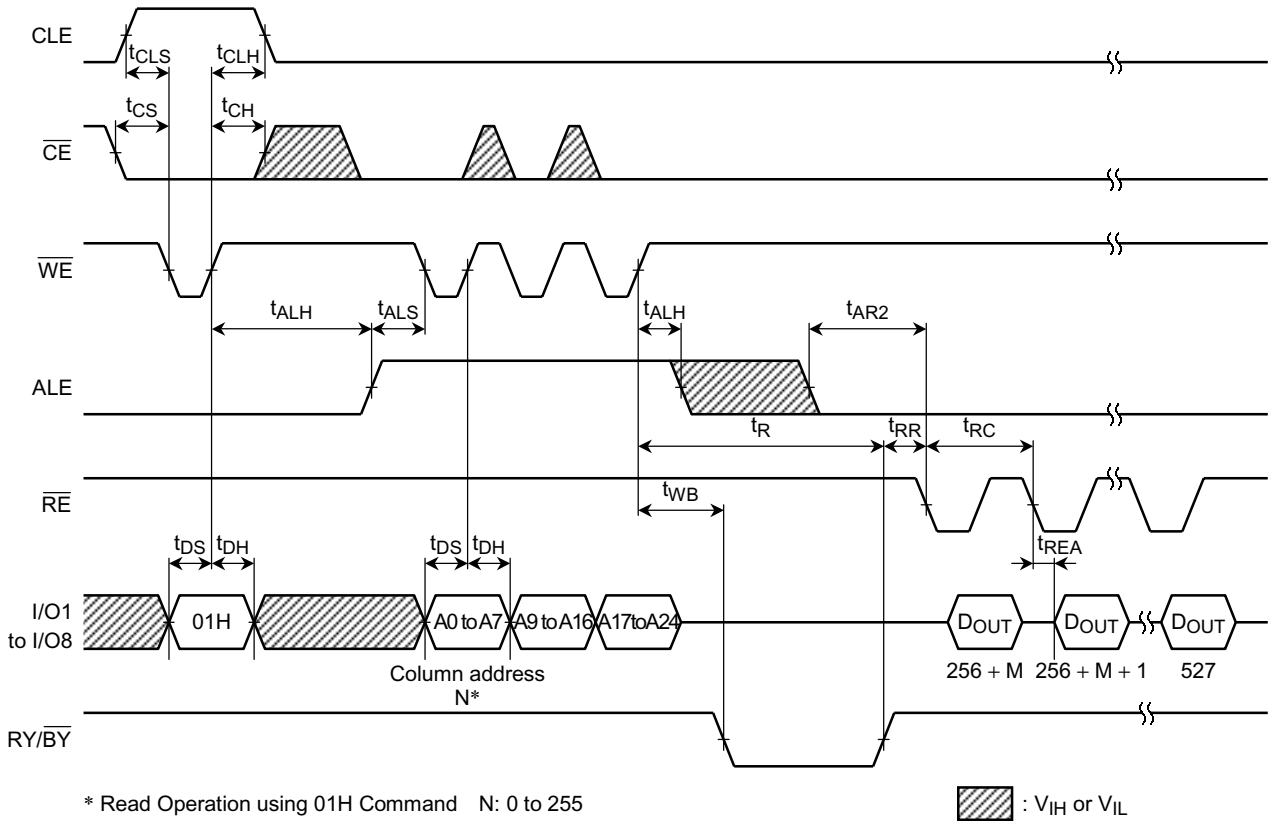 CLE
tCLS tCLH
tCS tCH
CE
WE
tALH tALS tALH tAR2
ALE
tR tRR tRC
RE
tWB
tDS tDH tDS tDH tREA
I/O1
to I/O8
01H A0 to A7 A9 to A16 A17 to A24 DOUT DOUT DOUT
256 + M 256 + M + 1 527
Column address
N*
RY/BY
* Read Operation using 01H Command N: 0 to 255
: VIH or VIL